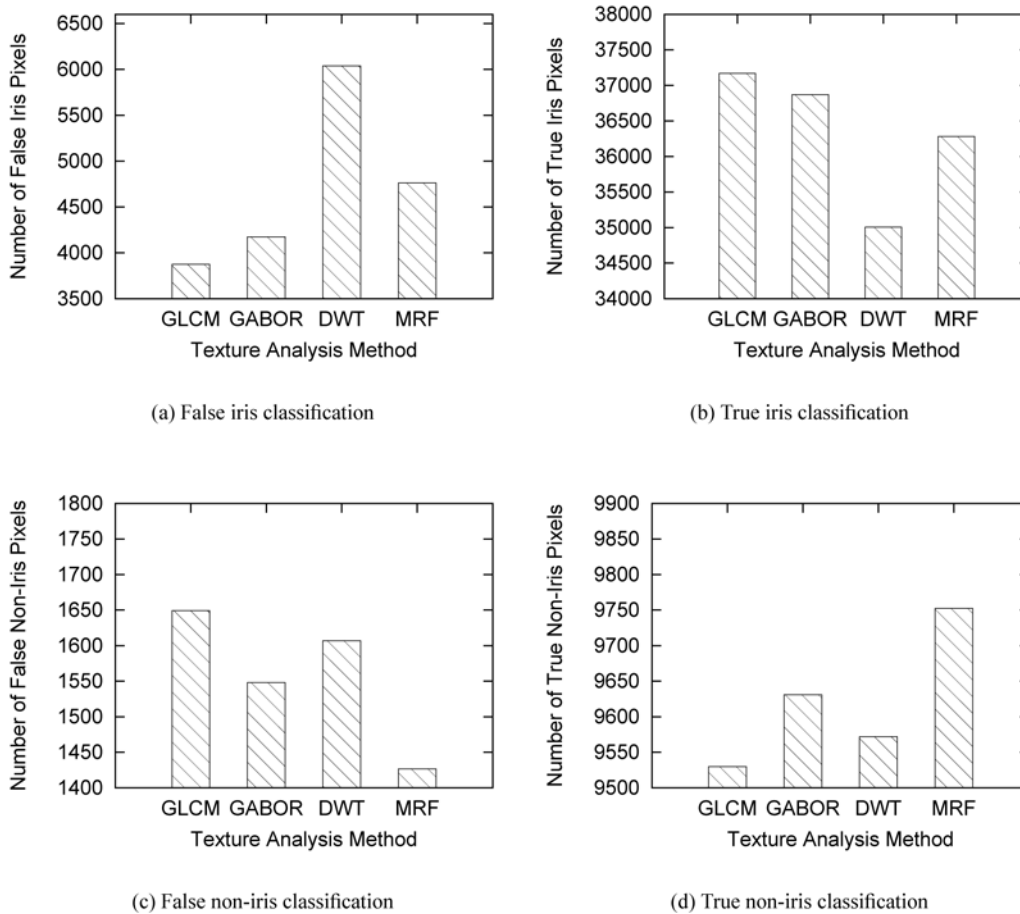 6500
6000
5500
5000
4500
4000
3500
Number of False Iris Pixels
GLCM GABOR DWT MRF
Texture Analysis Method
(a) False iris classification
38000
37500
37000
36500
36000
35500
35000
34500
34000
Number of True Iris Pixels
GLCM GABOR DWT MRF
Texture Analysis Method
(b) True iris classification
1800
1750
1700
1650
1600
1550
1500
1450
1400
Number of False Non-Iris Pixels
GLCM GABOR DWT MRF
Texture Analysis Method
(c) False non-iris classification
9900
9850
9800
9750
9700
9650
9600
9550
9500
Number of True Non-Iris Pixels
GLCM GABOR DWT MRF
Texture Analysis Method
(d) True non-iris classification